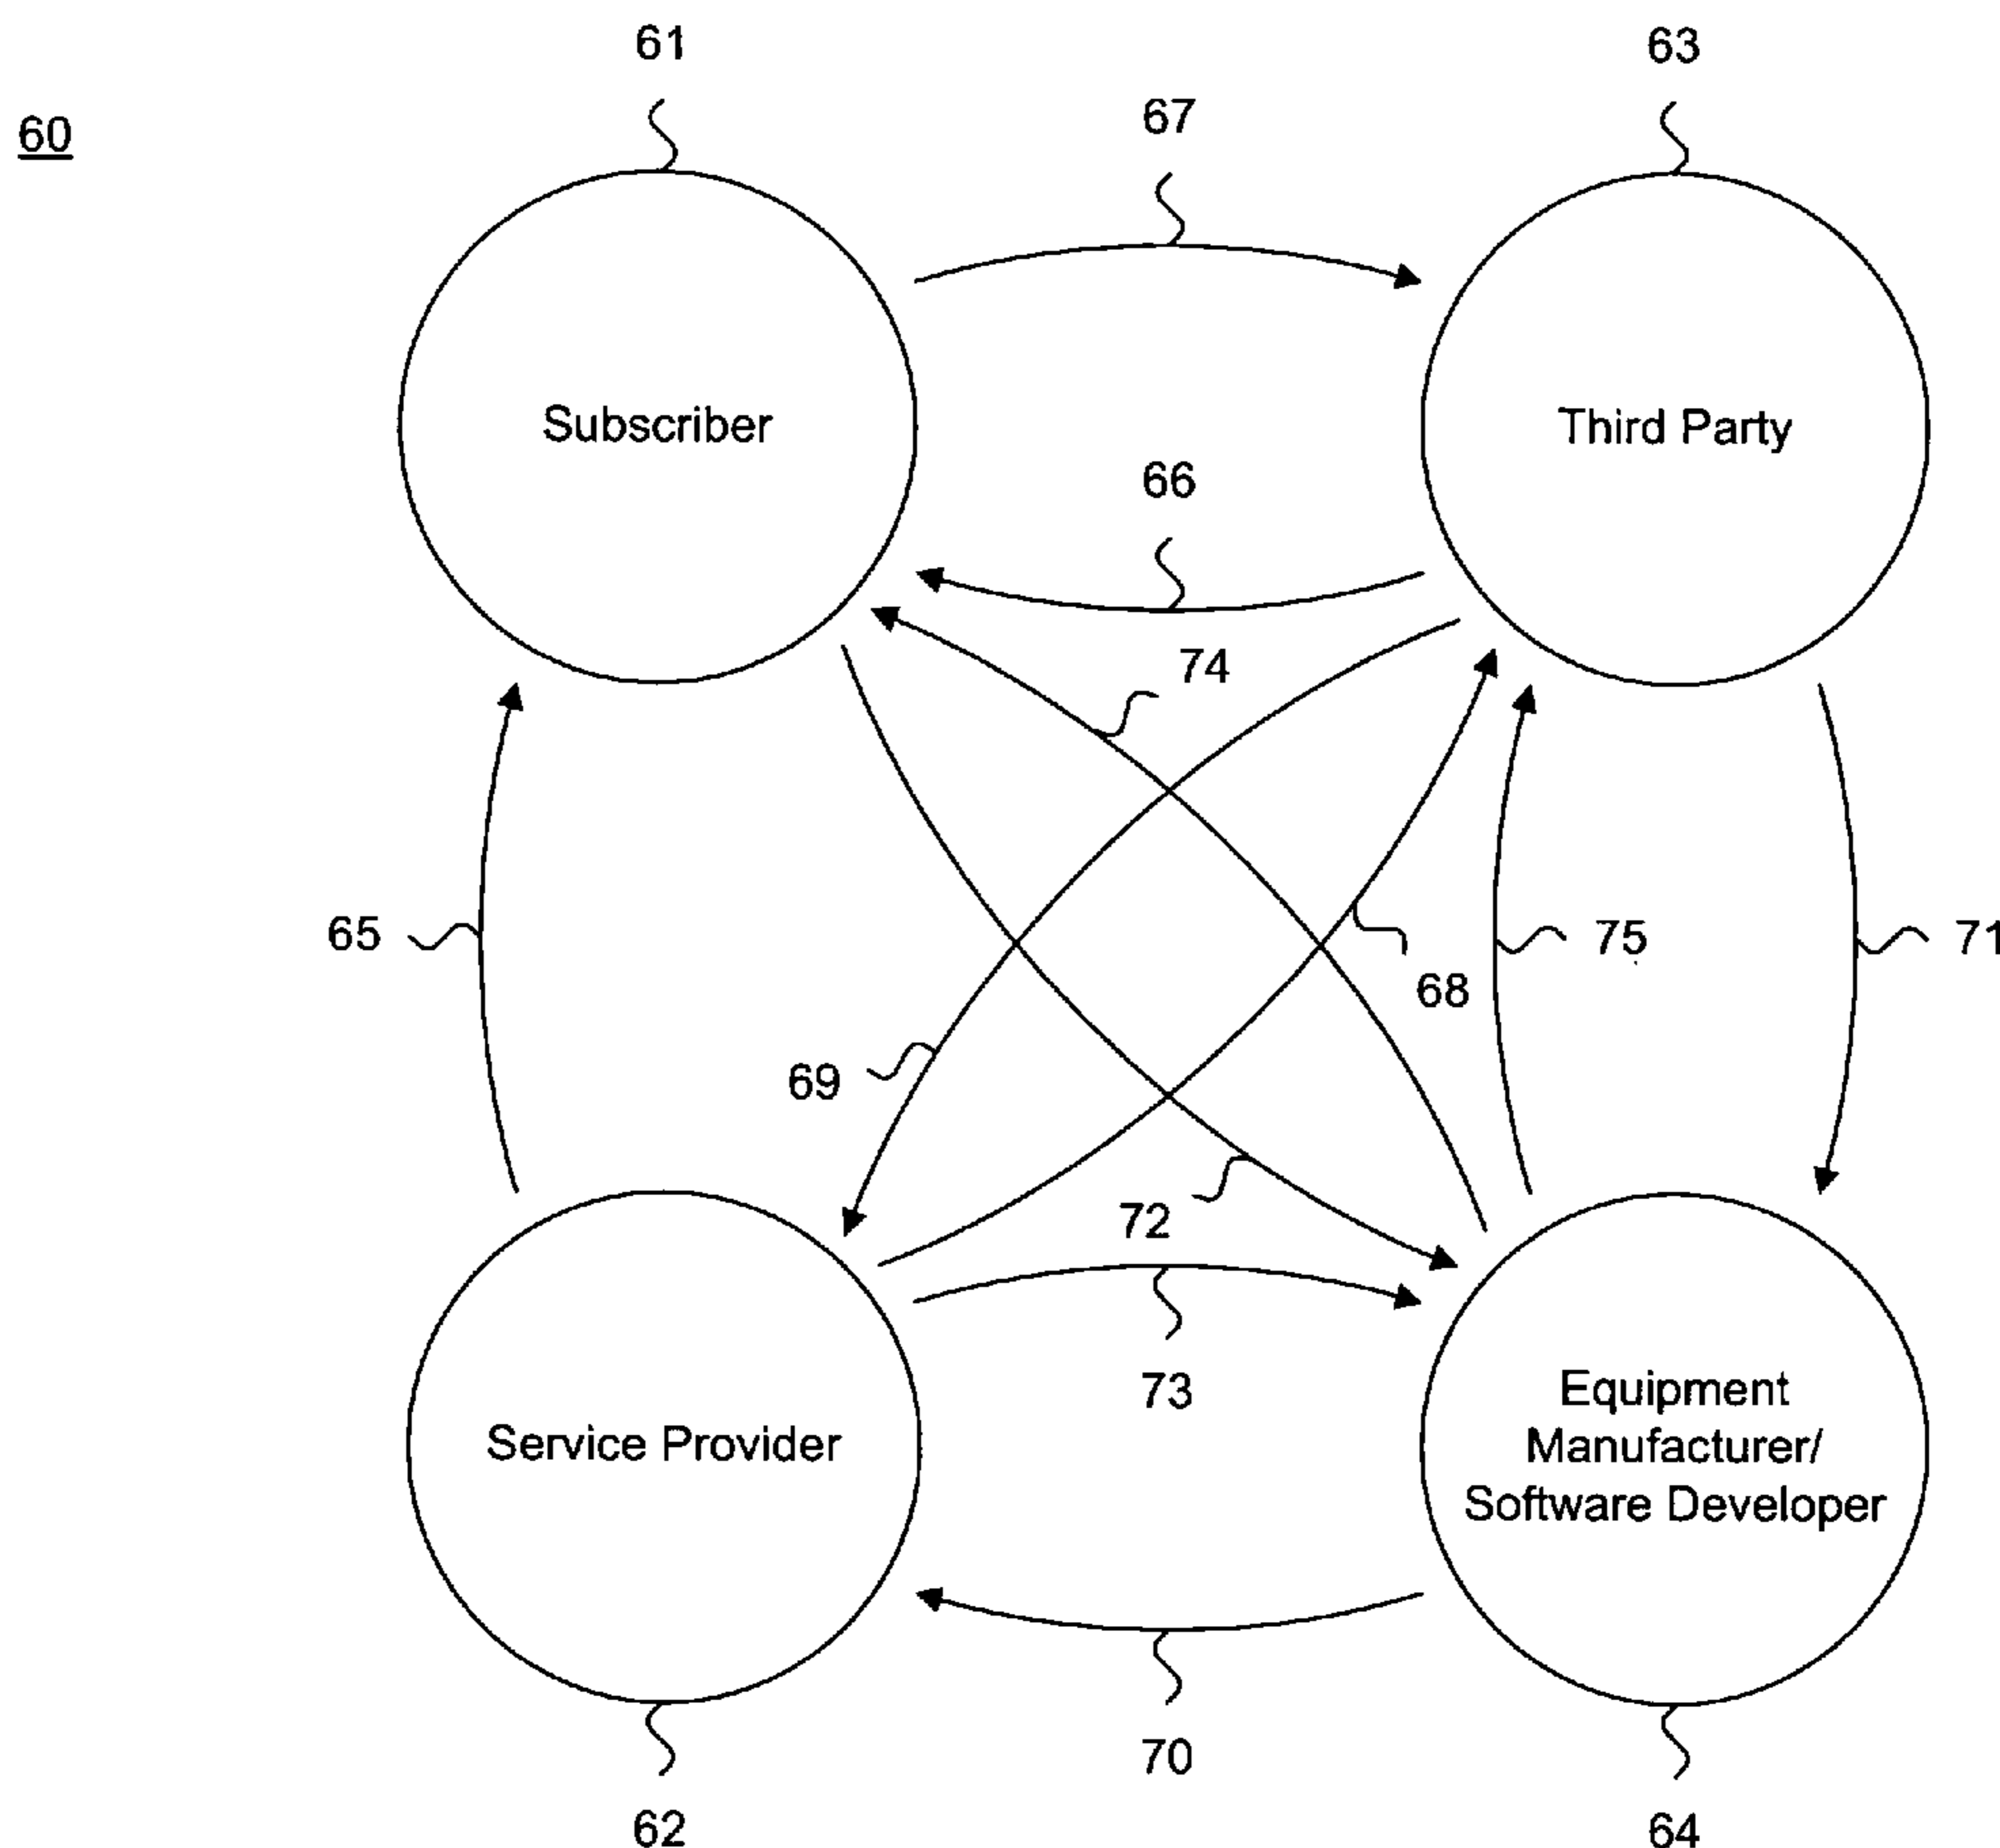 61
63
60
67
Subscriber
Third Party
66
74
65
75
71
68
69
72
73
Equipment
Manufacturer/
Software Developer
Service Provider
70
62
64